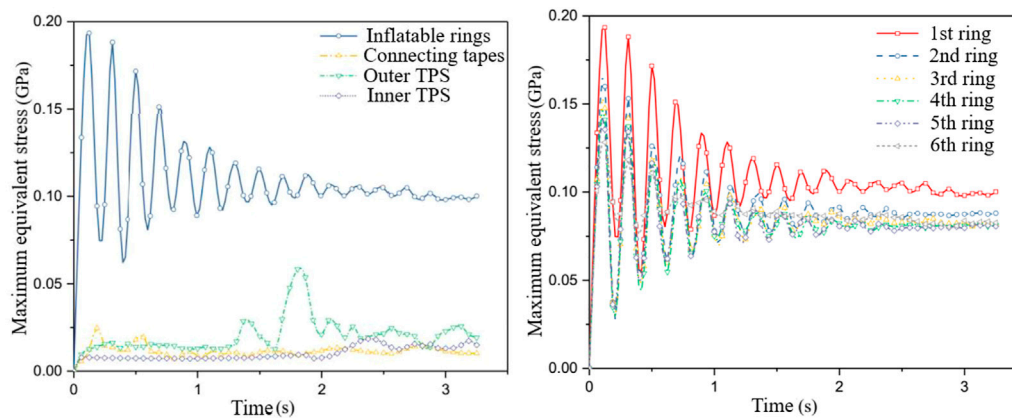 Maximum equivalent stress (GPa)
0.20
0.15
0.10
0.05
0.00
Inflatable rings
Connecting tapes
Outer TPS
Inner TPS
0
1
2
3
Time (s)
Maximum equivalent stress (GPa)
0.20
0.15
0.10
0.05
0.00
1st ring
2nd ring
3rd ring
4th ring
5th ring
6th ring
0
1
2
3
Time (s)